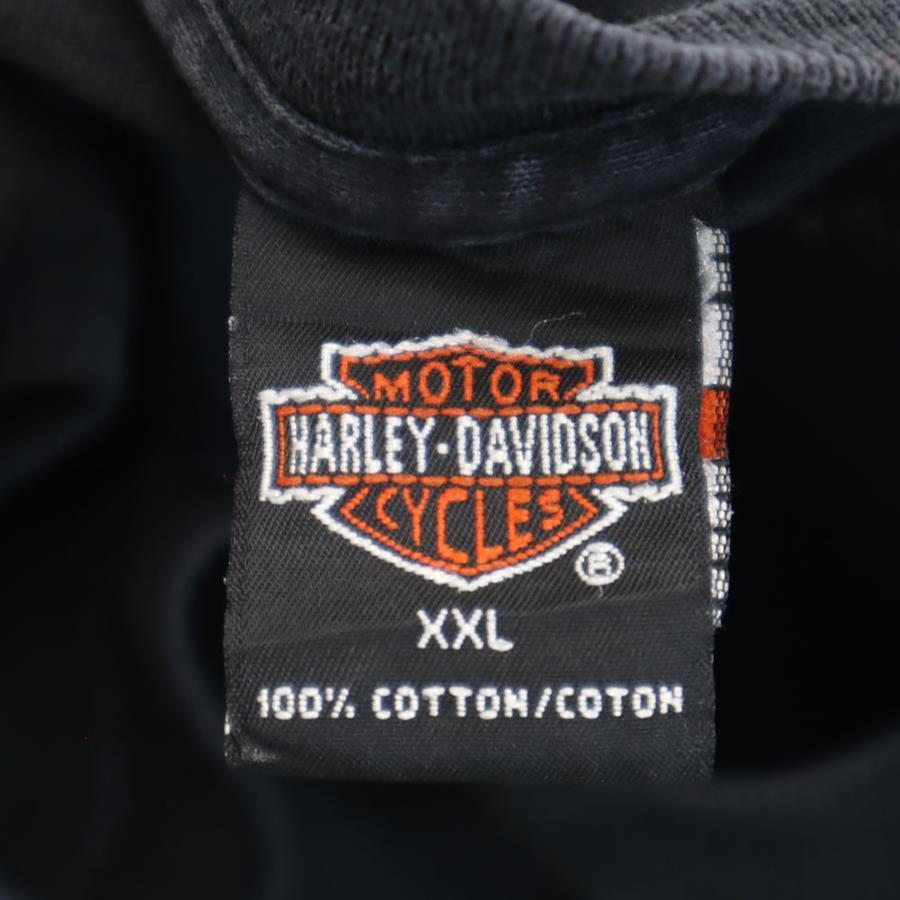 MOTOR
HARLEY-DAVIDSON
CYCLES
®
XXL
100% COTTON/COTON